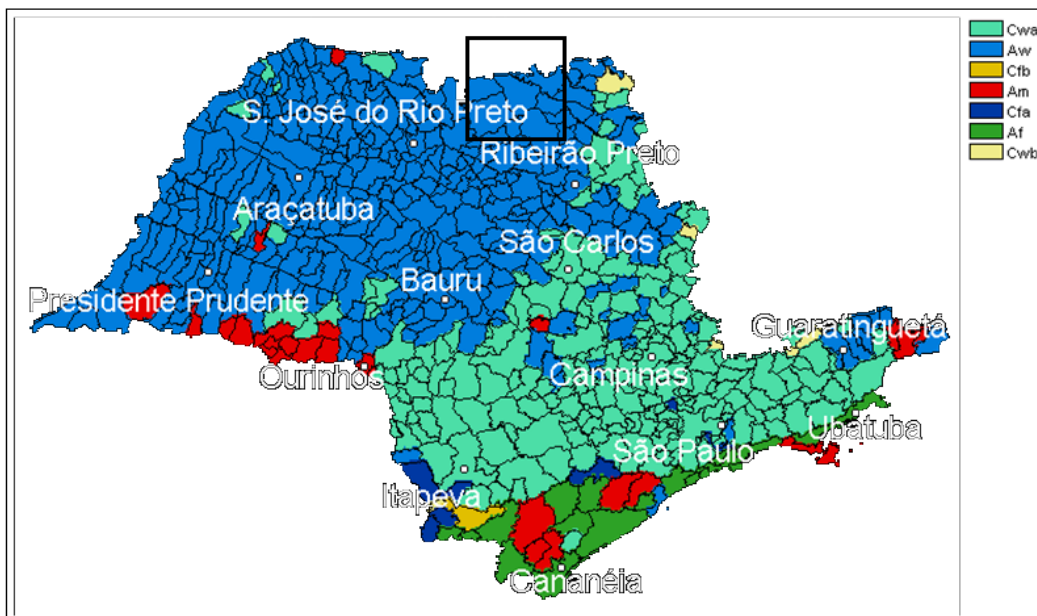 Cwa
Aw
Cfb
Am
Cfa
Af
Cwb
S. José do Rio Preto
Ribeirão Preto
Araçatuba
São Carlos
Bauru
Presidente Prudente
Guaratinguetá
Ourinhos
Campinas
Ubatuba
São Paulo
Itapeva
Cananéia